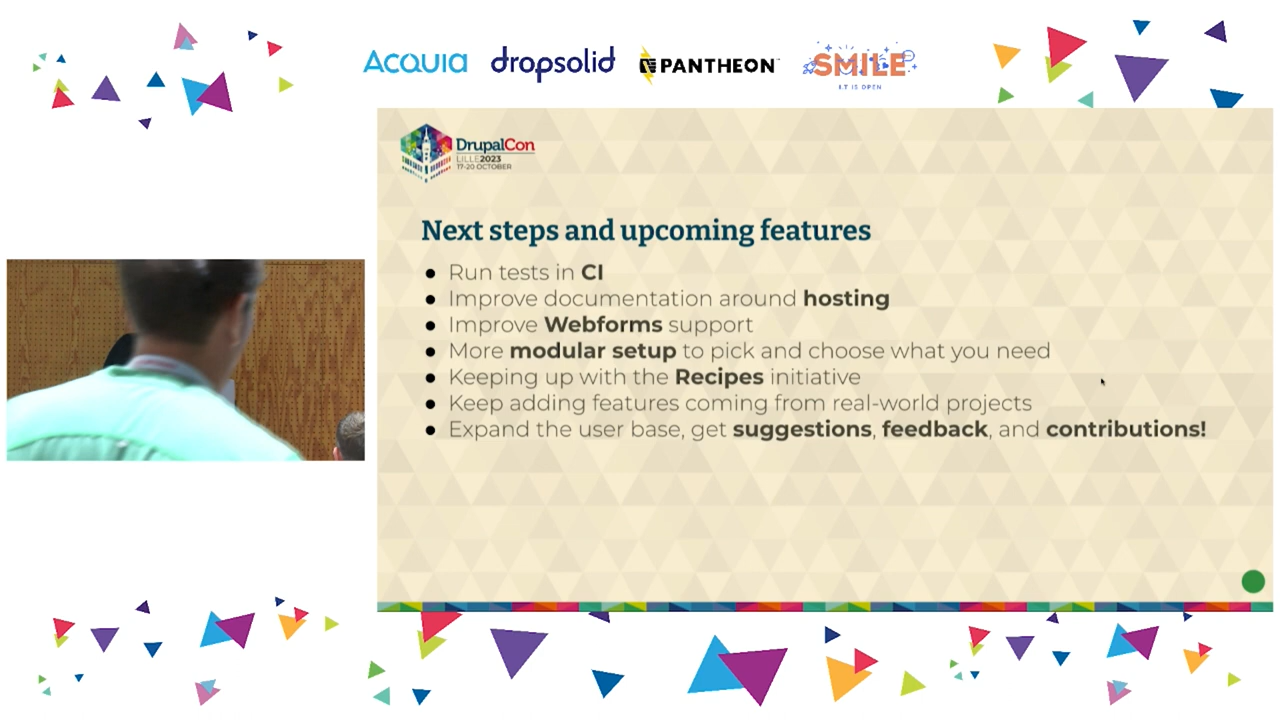 ACQUIA dropsolid PANTHEON SMILE
I.T IS OPEN
DrupalCon
LILLE2023
17-20 OCTOBER
Next steps and upcoming features
● Run tests in CI
● Improve documentation around hosting
● Improve Webforms support
● More modular setup to pick and choose what you need
● Keeping up with the Recipes initiative
● Keep adding features coming from real-world projects
● Expand the user base, get suggestions, feedback, and contributions!